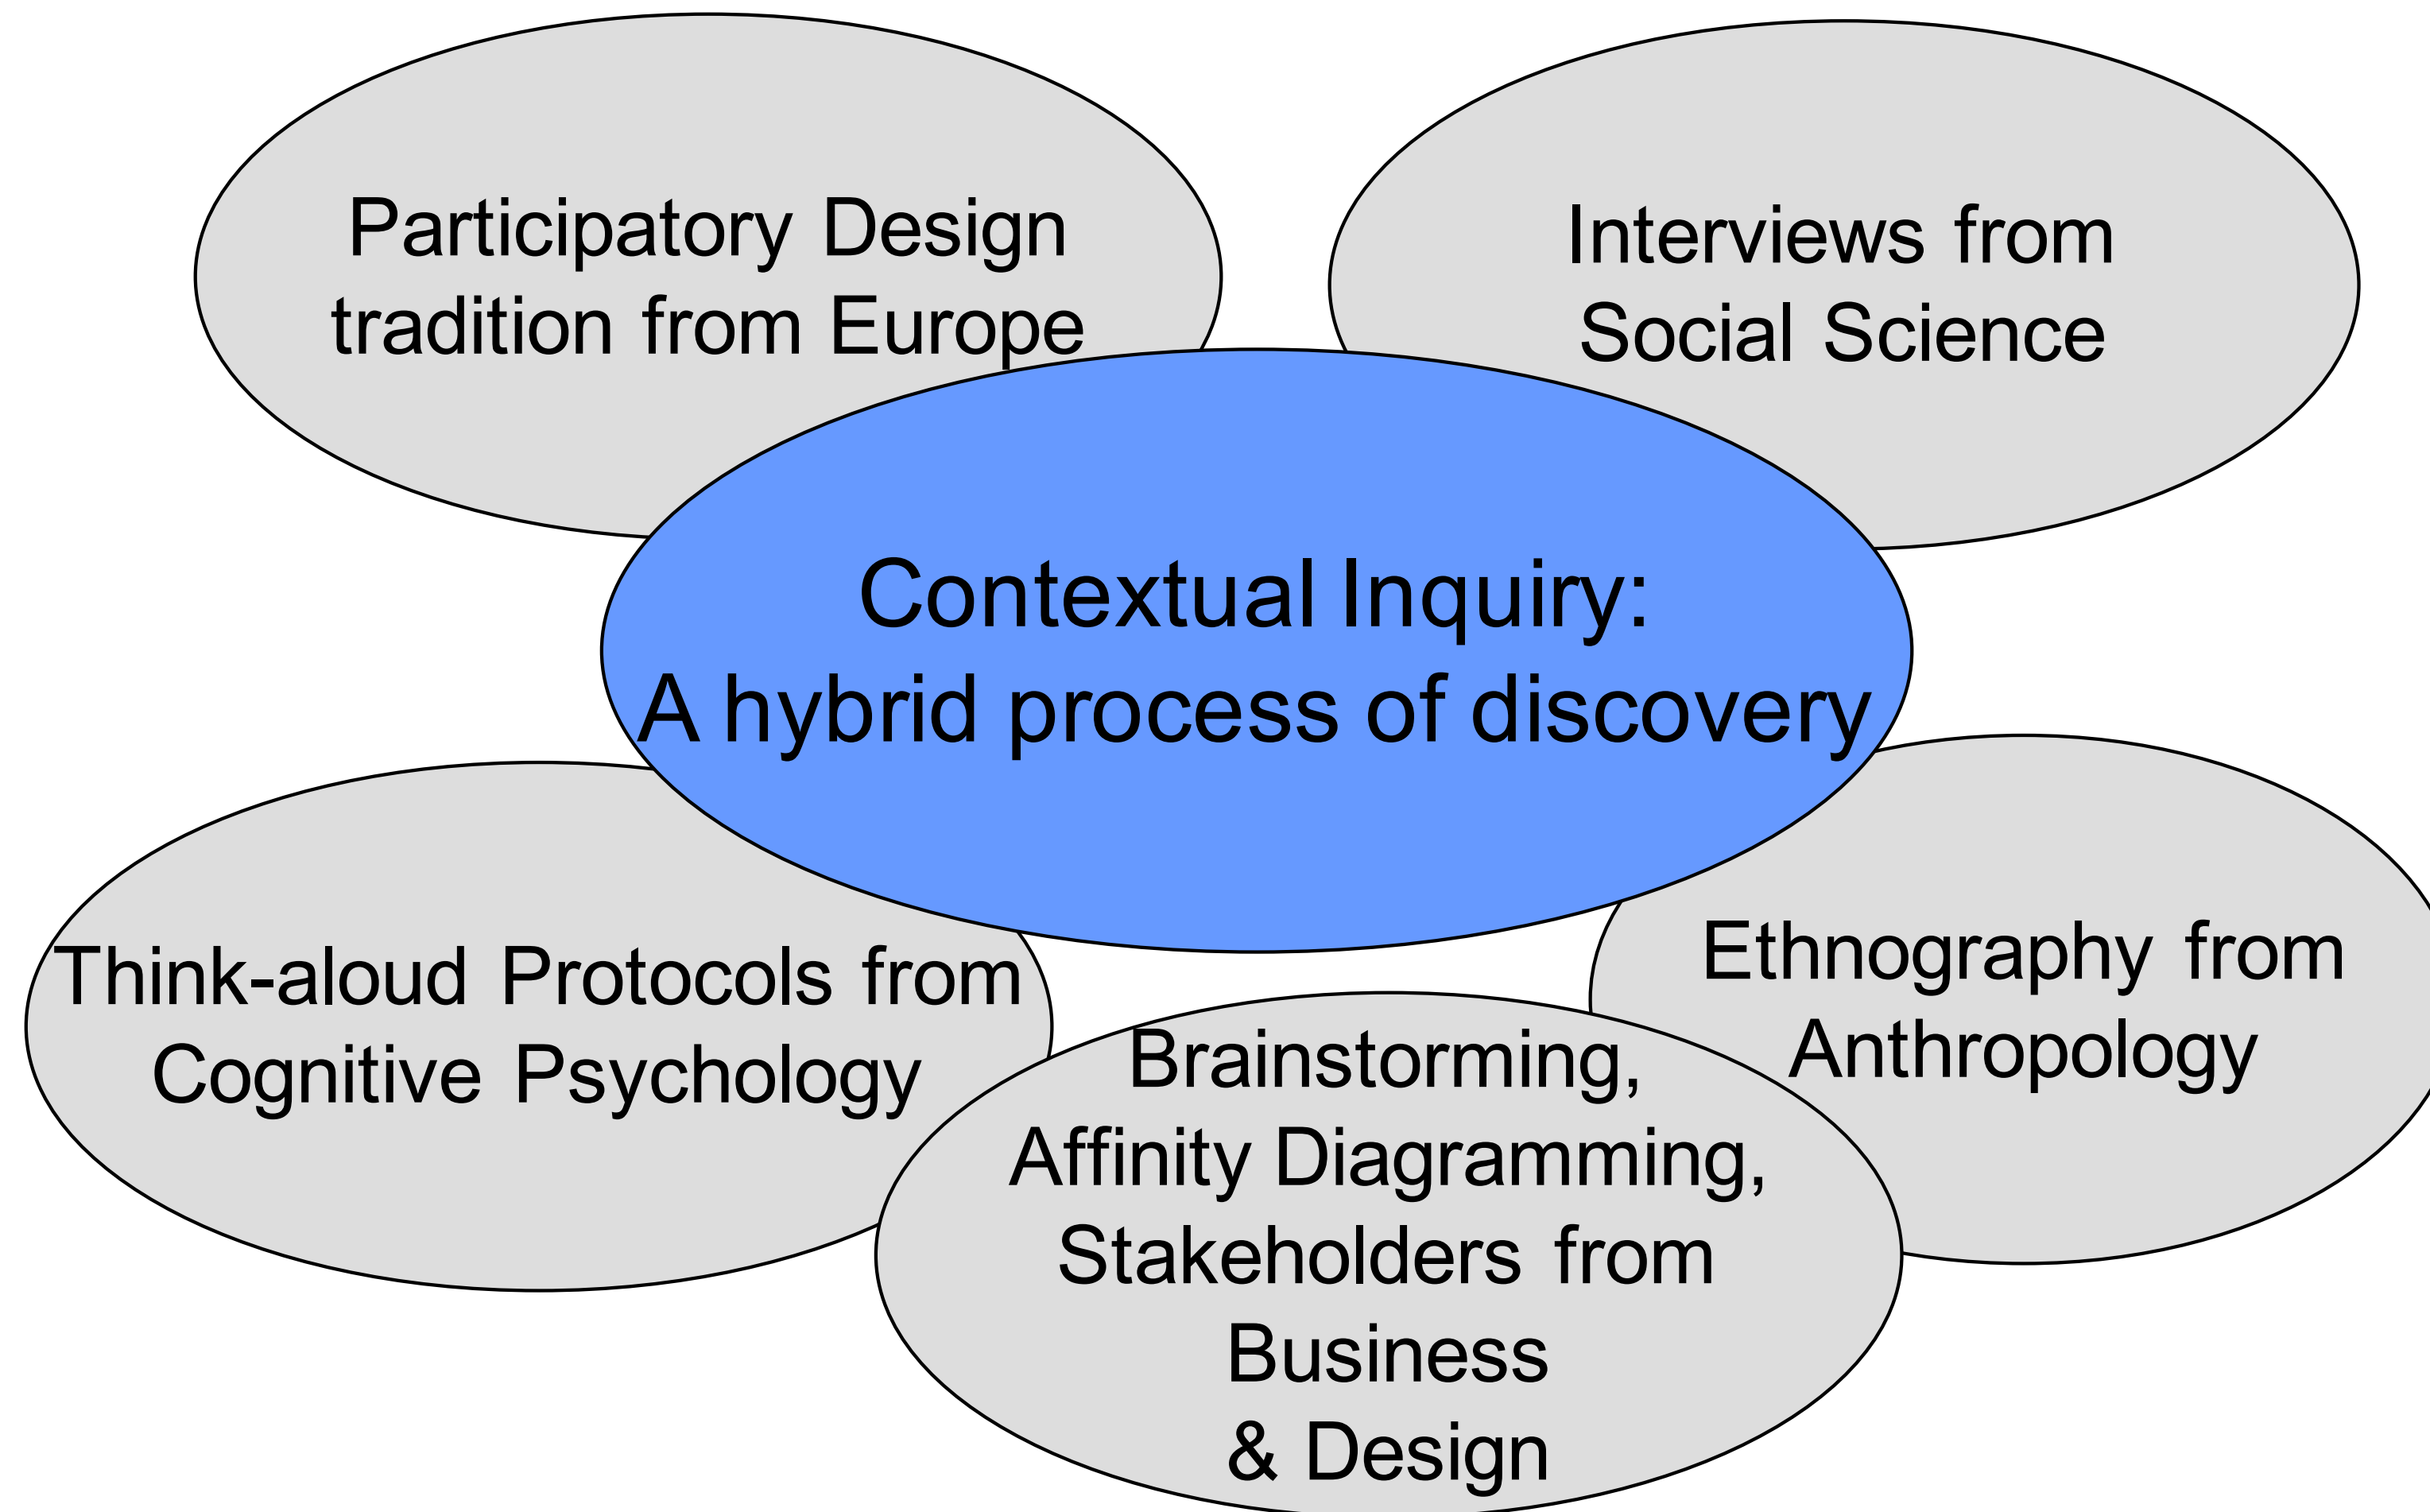 Participatory Design
tradition from Europe
Interviews from
Social Science
Contextual Inquiry:
A hybrid process of discovery
Think-aloud Protocols from
Cognitive Psychology
Brainstorming,
Affinity Diagramming,
Stakeholders from
Business
& Design
Ethnography from
Anthropology